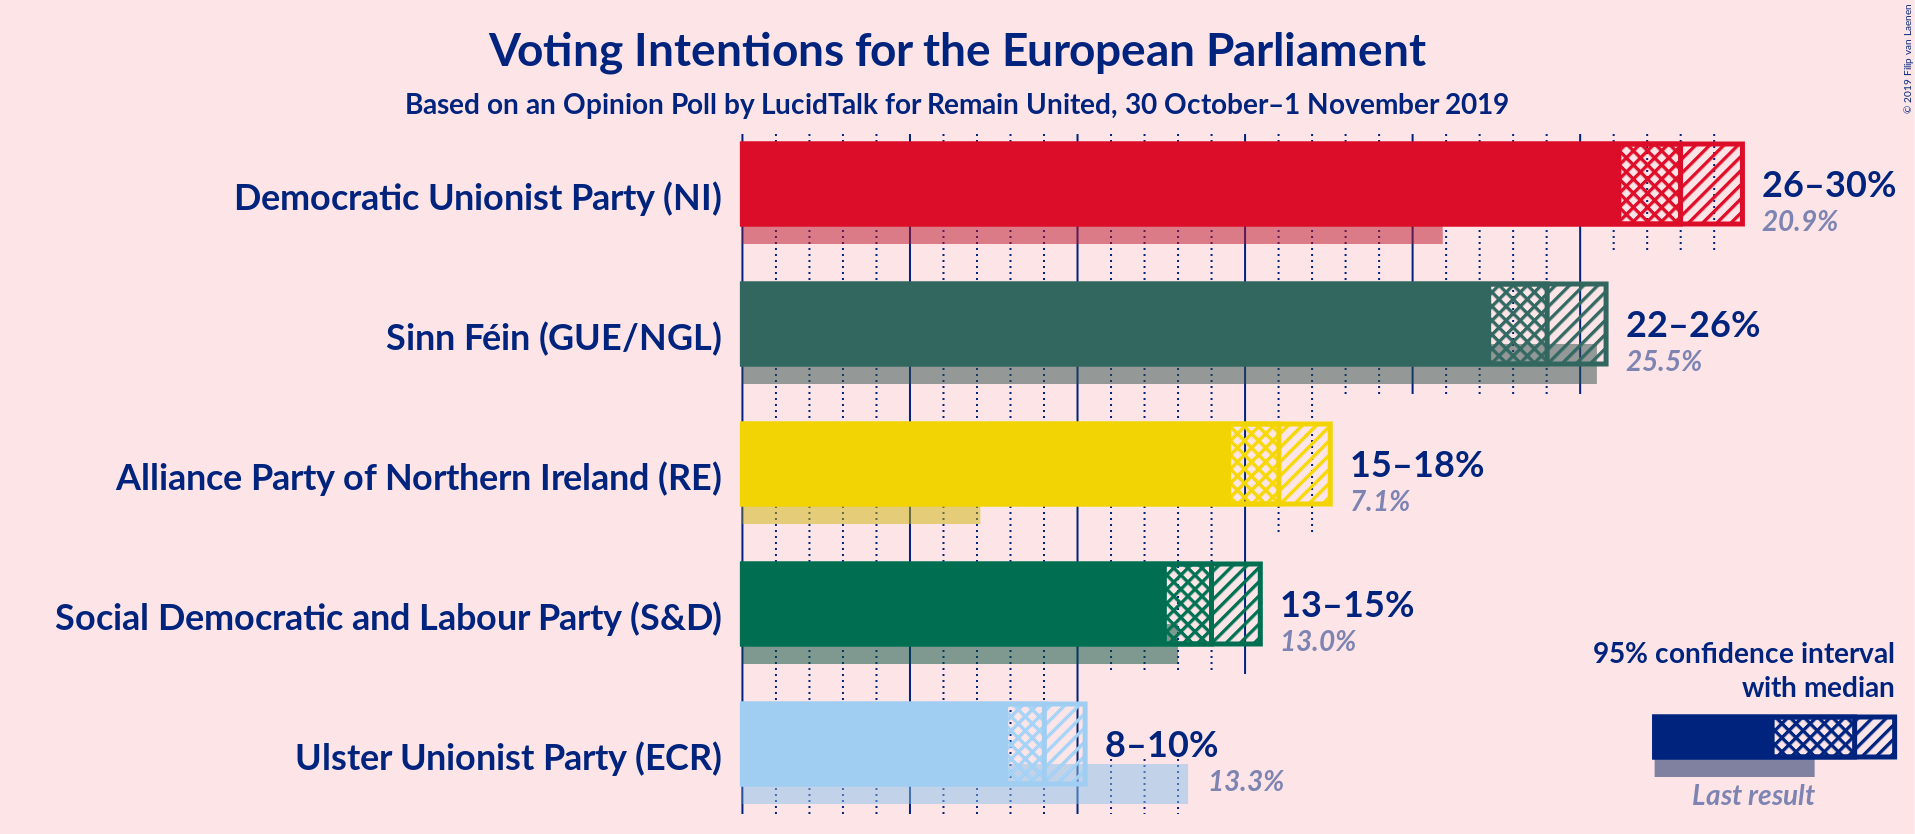 Voting Intentions for the European Parliament
Based on an Opinion Poll by LucidTalk for Remain United, 30 October–1 November 2019
© 2019 Filip van Laenen
Democratic Unionist Party (NI)
26–30%
20.9%
Sinn Féin (GUE/NGL)
22–26%
25.5%
Alliance Party of Northern Ireland (RE)
15–18%
7.1%
Social Democratic and Labour Party (S&D)
13–15%
13.0%
Ulster Unionist Party (ECR)
8–10%
13.3%
95% confidence interval
with median
Last result